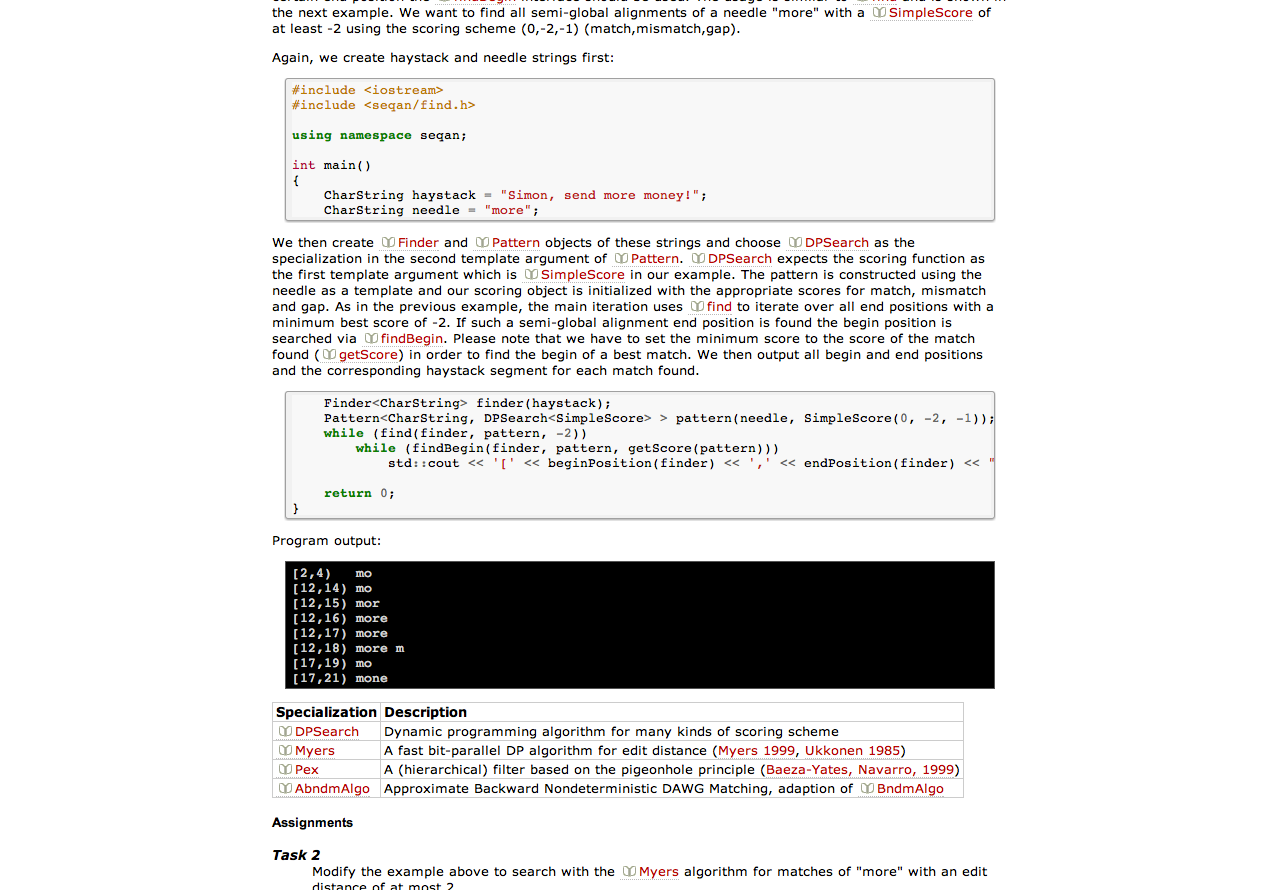 the next example. We want to find all semi-global alignments of a needle "more" with a SimpleScore of
at least -2 using the scoring scheme (0,-2,-1) (match,mismatch,gap).
Again, we create haystack and needle strings first:
#include <iostream>
#include <seqan/find.h>
using namespace seqan;
int main()
{
CharString haystack = "Simon, send more money!";
CharString needle = "more";
We then create Finder and Pattern objects of these strings and choose DPSearch as the
specialization in the second template argument of Pattern. DPSearch expects the scoring function as
the first template argument which is SimpleScore in our example. The pattern is constructed using the
needle as a template and our scoring object is initialized with the appropriate scores for match, mismatch
and gap. As in the previous example, the main iteration uses find to iterate over all end positions with a
minimum best score of -2. If such a semi-global alignment end position is found the begin position is
searched via findBegin. Please note that we have to set the minimum score to the score of the match
found (getScore) in order to find the begin of a best match. We then output all begin and end positions
and the corresponding haystack segment for each match found.
Finder<CharString> finder(haystack);
Pattern<CharString, DPSearch<SimpleScore> > pattern(needle, SimpleScore(0, -2, -1));
while (find(finder, pattern, -2))
while (findBegin(finder, pattern, getScore(pattern)))
std::cout << '[' << beginPosition(finder) << ',' << endPosition(finder) << "
return 0;
}
Program output:
[2,4) mo
[12,14) mo
[12,15) mor
[12,16) more
[12,17) more
[12,18) more m
[17,19) mo
[17,21) mone
Specialization Description
DPSearch Dynamic programming algorithm for many kinds of scoring scheme
Myers A fast bit-parallel DP algorithm for edit distance (Myers 1999, Ukkonen 1985)
Pex A (hierarchical) filter based on the pigeonhole principle (Baeza-Yates, Navarro, 1999)
AbndmAlgo Approximate Backward Nondeterministic DAWG Matching, adaption of BndmAlgo
Assignments
Task 2
Modify the example above to search with the Myers algorithm for matches of "more" with an edit
distance of at most 2.